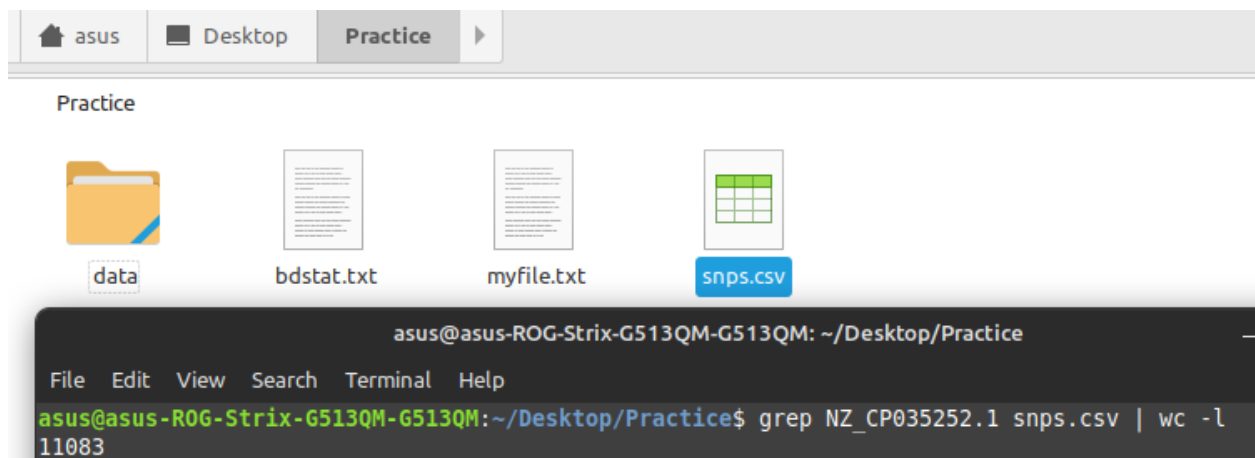 asus Desktop Practice
Practice
data bdstat.txt myfile.txt snps.csv
asus@asus-ROG-Strix-G513QM-G513QM: ~/Desktop/Practice
File Edit View Search Terminal Help
asus@asus-ROG-Strix-G513QM-G513QM:~/Desktop/Practice$ grep NZ_CP035252.1 snps.csv | wc -l
11083